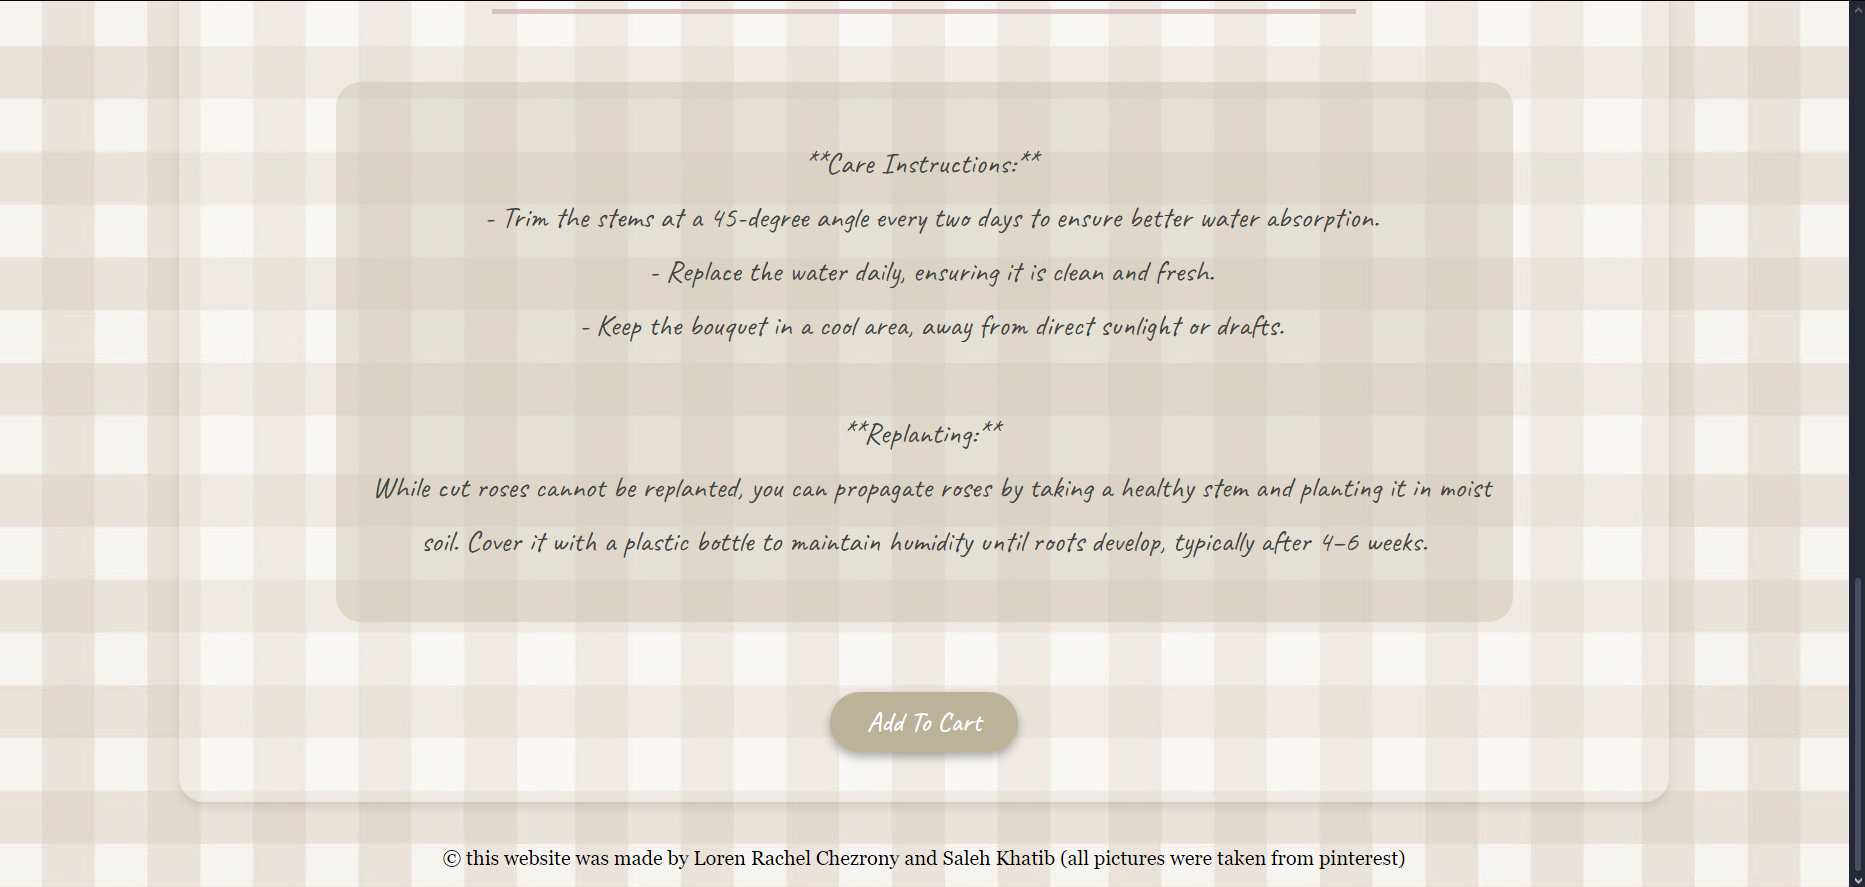 **Care Instructions:**
- Trim the stems at a 45-degree angle every two days to ensure better water absorption.
- Replace the water daily, ensuring it is clean and fresh.
- Keep the bouquet in a cool area, away from direct sunlight or drafts.
**Replanting:**
While cut roses cannot be replanted, you can propagate roses by taking a healthy stem and planting it in moist
soil. Cover it with a plastic bottle to maintain humidity until roots develop, typically after 4–6 weeks.
Add To Cart
© this website was made by Loren Rachel Chezrony and Saleh Khatib (all pictures were taken from pinterest)